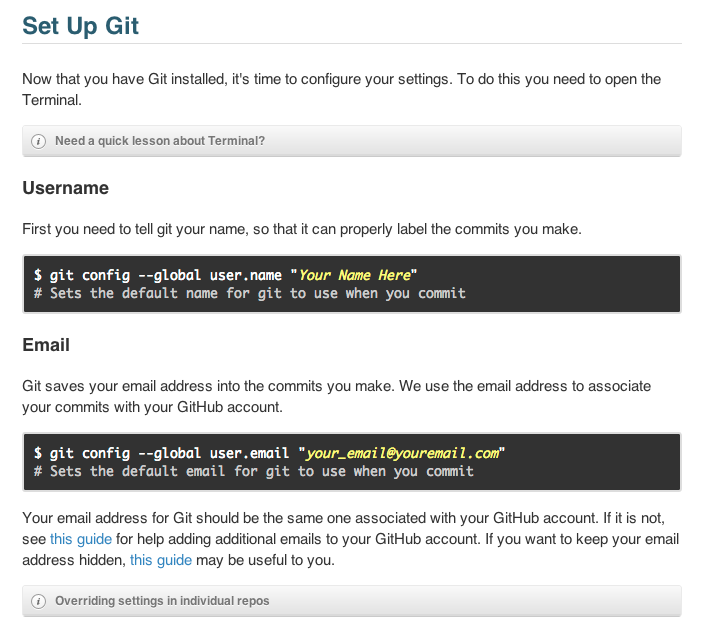 Set Up Git
Now that you have Git installed, it's time to configure your settings. To do this you need to open the
Terminal.
i Need a quick lesson about Terminal?
Username
First you need to tell git your name, so that it can properly label the commits you make.
$ git config --global user.name "Your Name Here"
# Sets the default name for git to use when you commit
Email
Git saves your email address into the commits you make. We use the email address to associate
your commits with your GitHub account.
$ git config --global user.email "your_email@youremail.com"
# Sets the default email for git to use when you commit
Your email address for Git should be the same one associated with your GitHub account. If it is not,
see this guide for help adding additional emails to your GitHub account. If you want to keep your email
address hidden, this guide may be useful to you.
i Overriding settings in individual repos